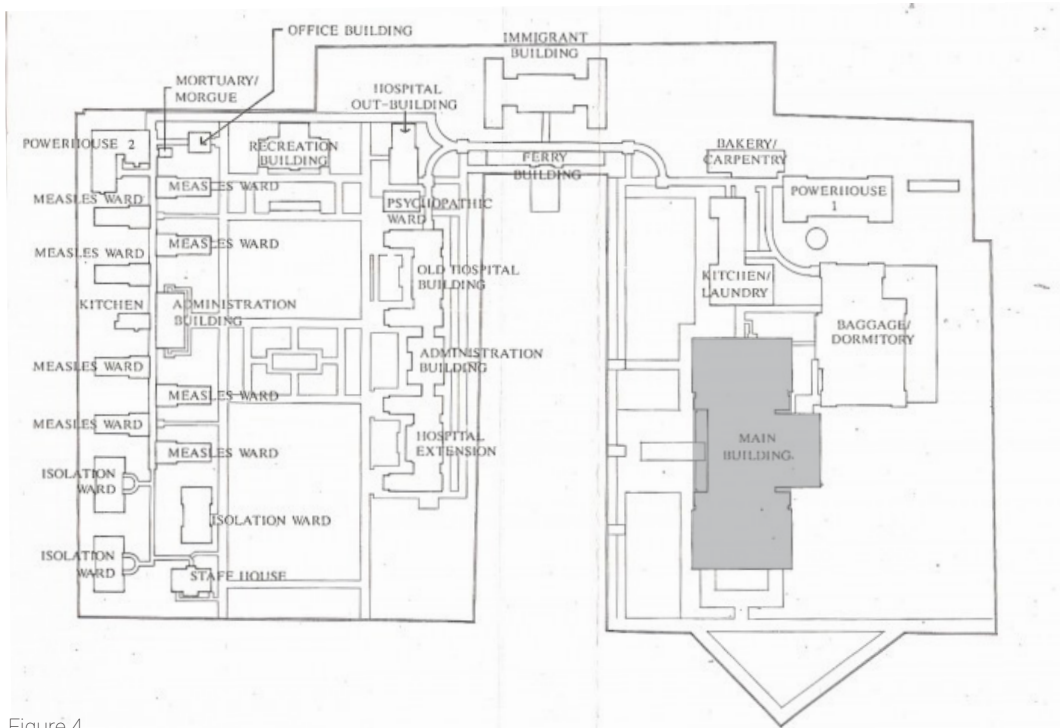 OFFICE BUILDING
IMMIGRANT
BUILDING
MORTUARY/
MORGUE
HOSPITAL
OUT-BUILDING
POWERHOUSE 2
RECREATION
BUILDING
FERRY
BUILDING
BAKERY/
CARPENTRY
MEASLES WARD
MEASLES WARD
PSYCHOPATHIC
WARD
POWERHOUSE
1
MEASLES WARD
MEASLES WARD
OLD HOSPITAL
BUILDING
KITCHEN/
LAUNDRY
KITCHEN
ADMINISTRATION
BUILDING
BAGGAGE/
DORMITORY
ADMINISTRATION
BUILDING
MEASLES WARD
MEASLES WARD
MEASLES WARD
MEASLES WARD
HOSPITAL
EXTENSION
MAIN
BUILDING
ISOLATION
WARD
ISOLATION WARD
ISOLATION
WARD
STAFF HOUSE
Figure 4